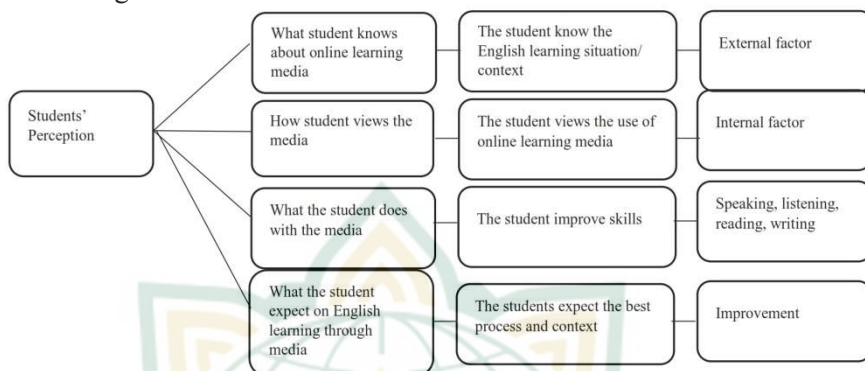 What student knows
about online learning
media
The student know the
English learning situation/
context
External factor
Students’
Perception
How student views the
media
The student views the use of
online learning media
Internal factor
What the student does
with the media
The student improve skills
Speaking, listening,
reading, writing
What the student
expect on English
learning through
media
The students expect the best
process and context
Improvement